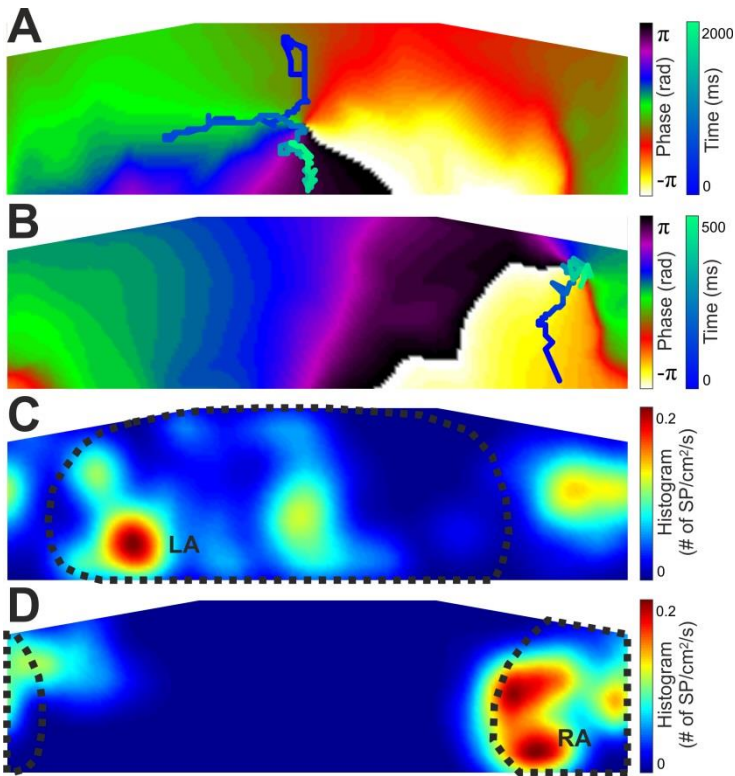 A
π
Phase (rad)
-π
2000
Time (ms)
0
B
π
Phase (rad)
-π
500
Time (ms)
0
C
LA
0.2
Histogram
(# of SP/cm²/s)
0
D
RA
0.2
Histogram
(# of SP/cm²/s)
0